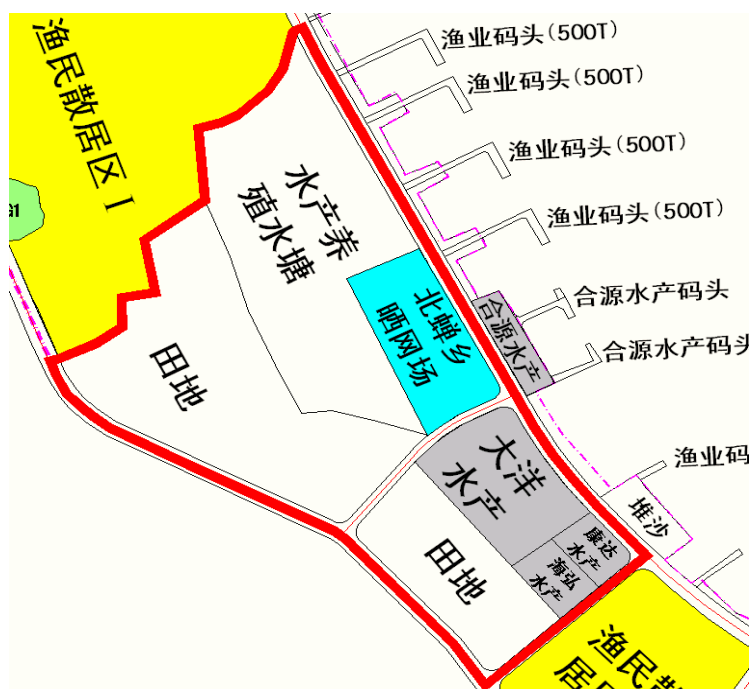 渔业码头(500T)
渔民散居区 I
渔业码头(500T)
渔业码头(500T)
水产养
殖水塘
G1
渔业码头(500T)
北蝉乡
晒网场
合源水产
合源水产码头
合源水产码头
田地
大洋
水产
渔业码
堆沙
康达
水产
海弘
水产
田地
渔民散
居区